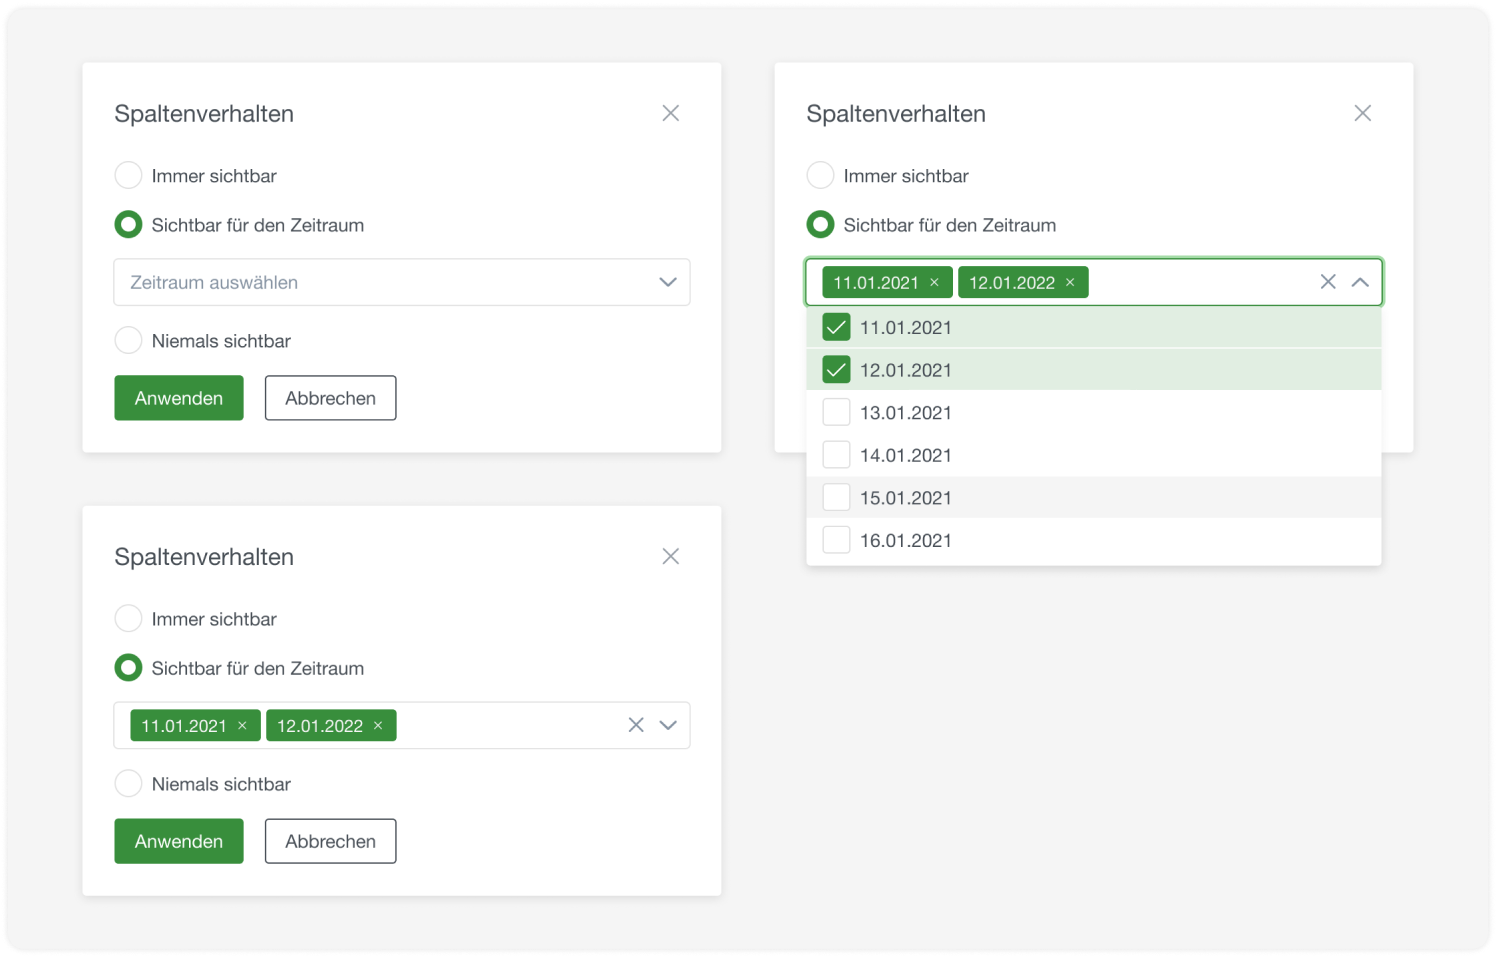 Spaltenverhalten
Immer sichtbar
Sichtbar für den Zeitraum
Zeitraum auswählen
Niemals sichtbar
Anwenden Abbrechen
Spaltenverhalten
Immer sichtbar
Sichtbar für den Zeitraum
11.01.2021 12.01.2022
11.01.2021
12.01.2021
13.01.2021
14.01.2021
15.01.2021
16.01.2021
Spaltenverhalten
Immer sichtbar
Sichtbar für den Zeitraum
11.01.2021 12.01.2022
Niemals sichtbar
Anwenden Abbrechen